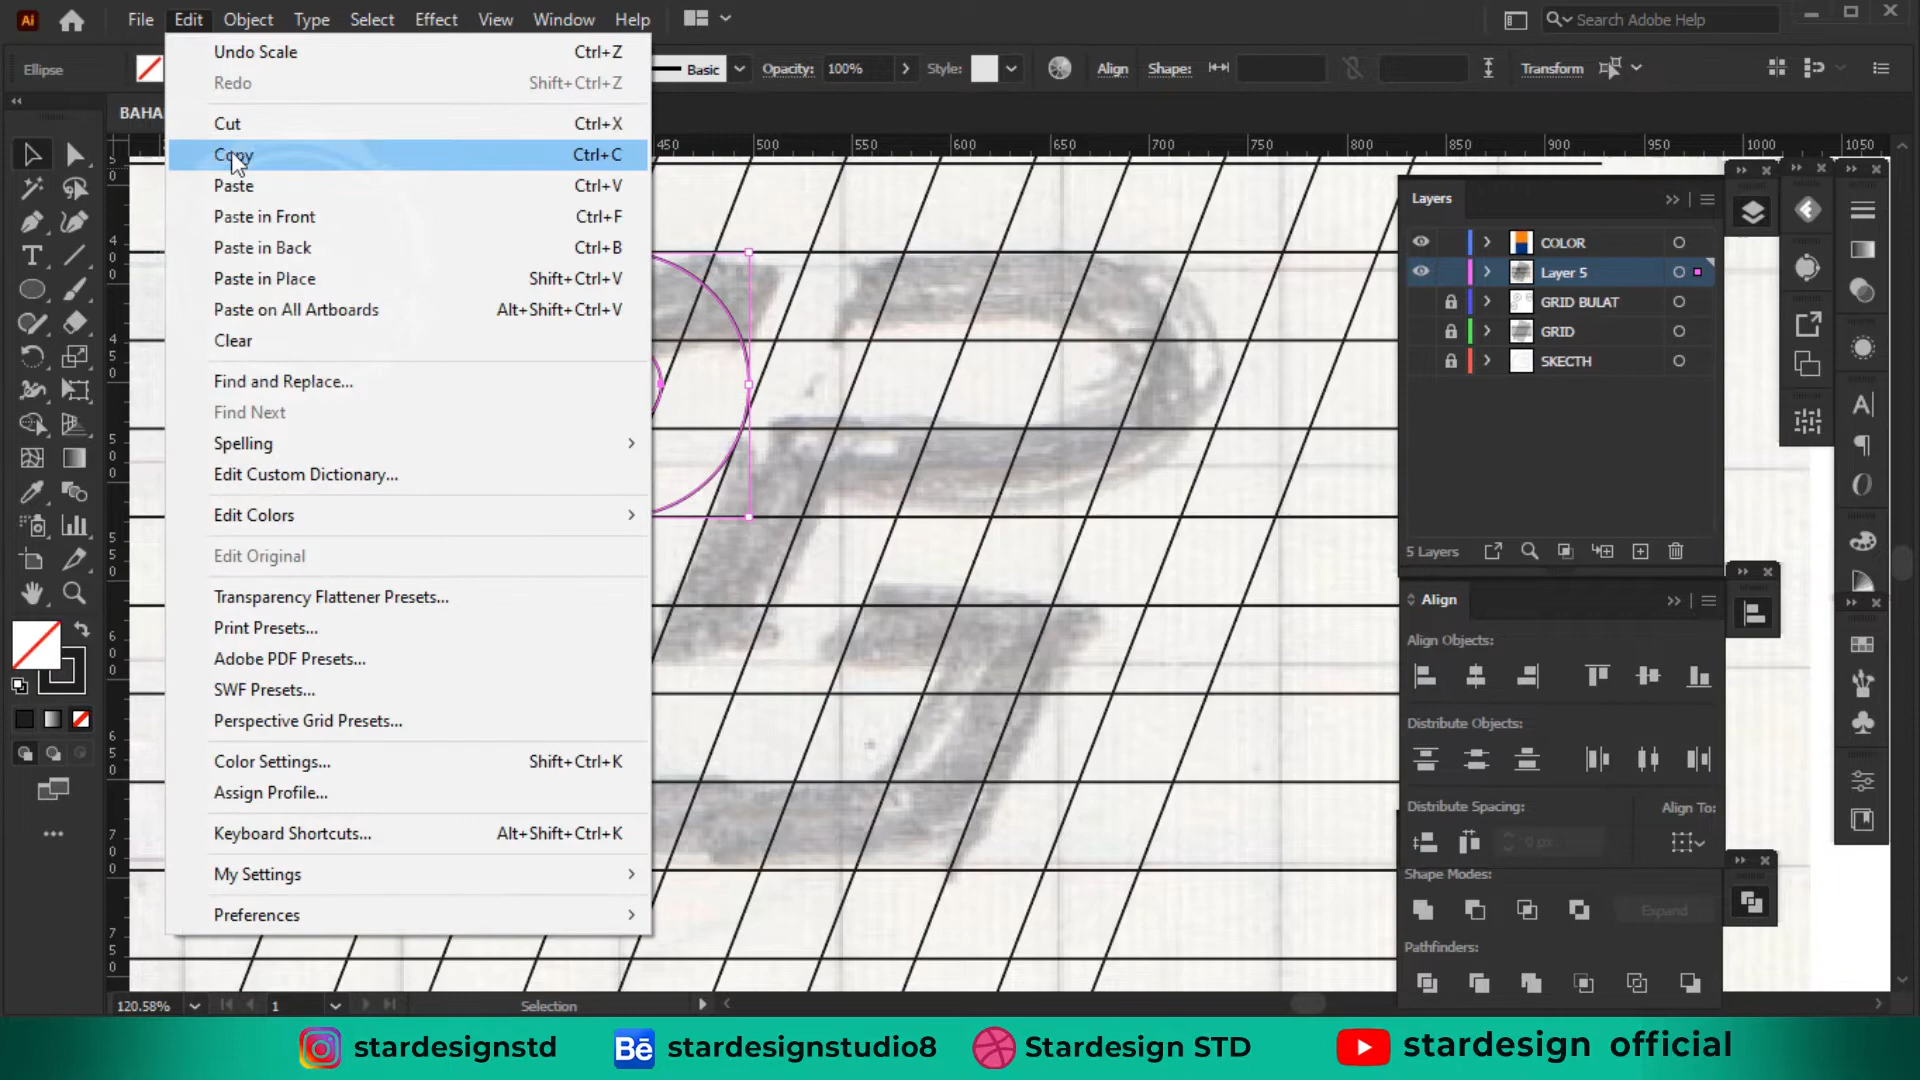 File Edit Object Type Select Effect View Window Help
Search Adobe Help
Ellipse
Basic
Opacity: 100%
Style:
Align
Shape:
Transform
BAHA
Undo Scale Ctrl+Z
Redo Shift+Ctrl+Z
Cut Ctrl+X
Copy Ctrl+C
Paste Ctrl+V
Paste in Front Ctrl+F
Paste in Back Ctrl+B
Paste in Place Shift+Ctrl+V
Paste on All Artboards Alt+Shift+Ctrl+V
Clear
Find and Replace...
Find Next
Spelling
Edit Custom Dictionary...
Edit Colors
Edit Original
Transparency Flattener Presets...
Print Presets...
Adobe PDF Presets...
SWF Presets...
Perspective Grid Presets...
Color Settings... Shift+Ctrl+K
Assign Profile...
Keyboard Shortcuts... Alt+Shift+Ctrl+K
My Settings
Preferences
450 500 550 600 650 700 750 800 850 900 950 1000 1050
Layers
COLOR
Layer 5
GRID BULAT
GRID
SKECTH
5 Layers
Align
Align Objects:
Distribute Objects:
Distribute Spacing:
Align To:
0 px
Shape Modes:
Expand
Pathfinders:
120.58%
1
Selection
stardesignstd
Bē stardesignstudio8
Stardesign STD
stardesign official